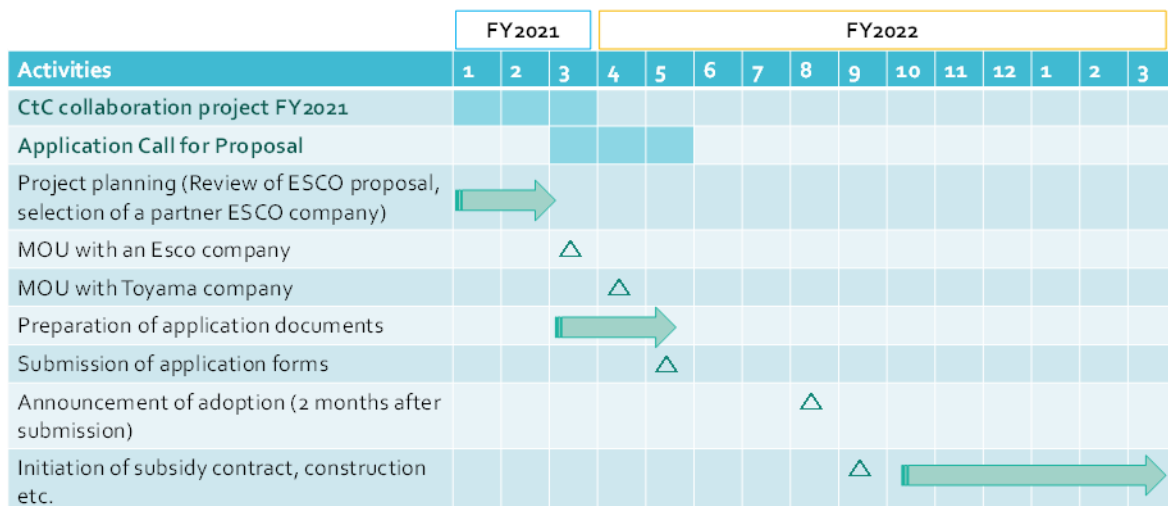 FY2021 FY2022
Activities 1 2 3 4 5 6 7 8 9 10 11 12 1 2 3
CtC collaboration project FY2021
Application Call for Proposal
Project planning (Review of ESCO proposal,
selection of a partner ESCO company)
MOU with an Esco company
MOU with Toyama company
Preparation of application documents
Submission of application forms
Announcement of adoption (2 months after
submission)
Initiation of subsidy contract, construction
etc.